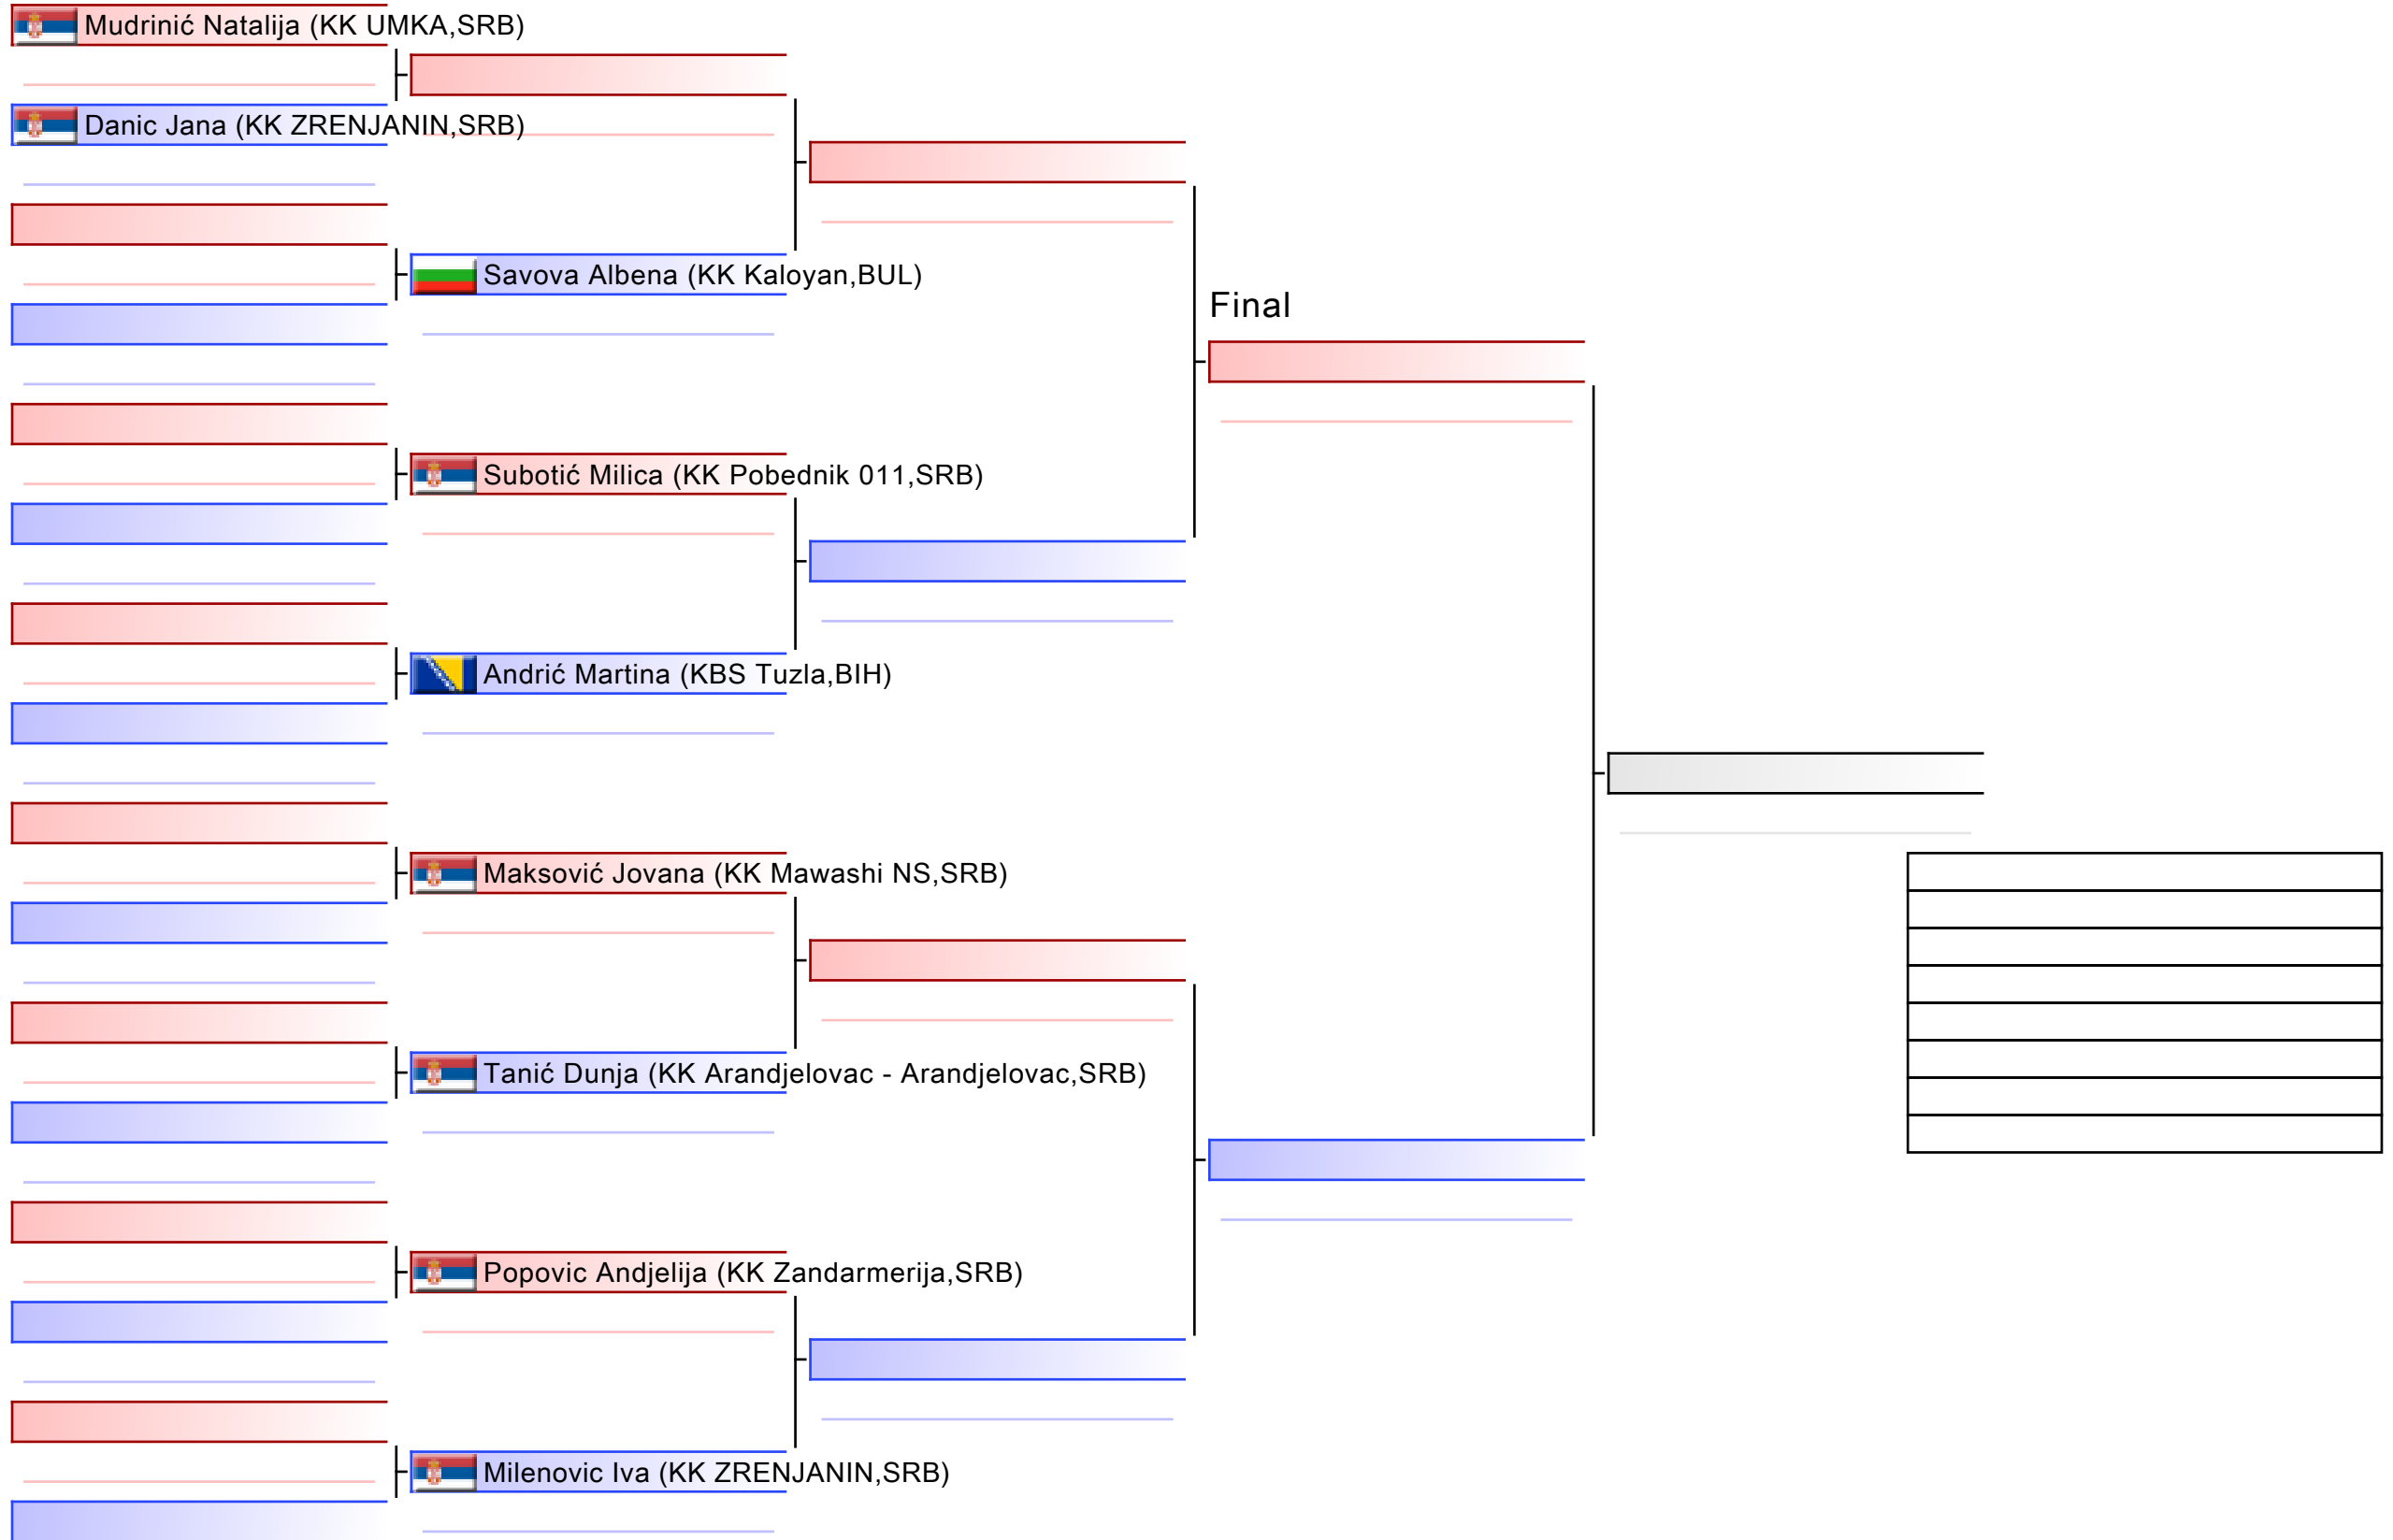 Mudrinić Natalija (KK UMKA,SRB)
Danic Jana (KK ZRENJANIN,SRB)
Savova Albena (KK Kaloyan,BUL)
Final
Subotić Milica (KK Pobednik 011,SRB)
Andrić Martina (KBS Tuzla,BIH)
Maksović Jovana (KK Mawashi NS,SRB)
Tanić Dunja (KK Arandjelovac - Arandjelovac,SRB)
Popovic Andjelija (KK Zandarmerija,SRB)
Milenovic Iva (KK ZRENJANIN,SRB)